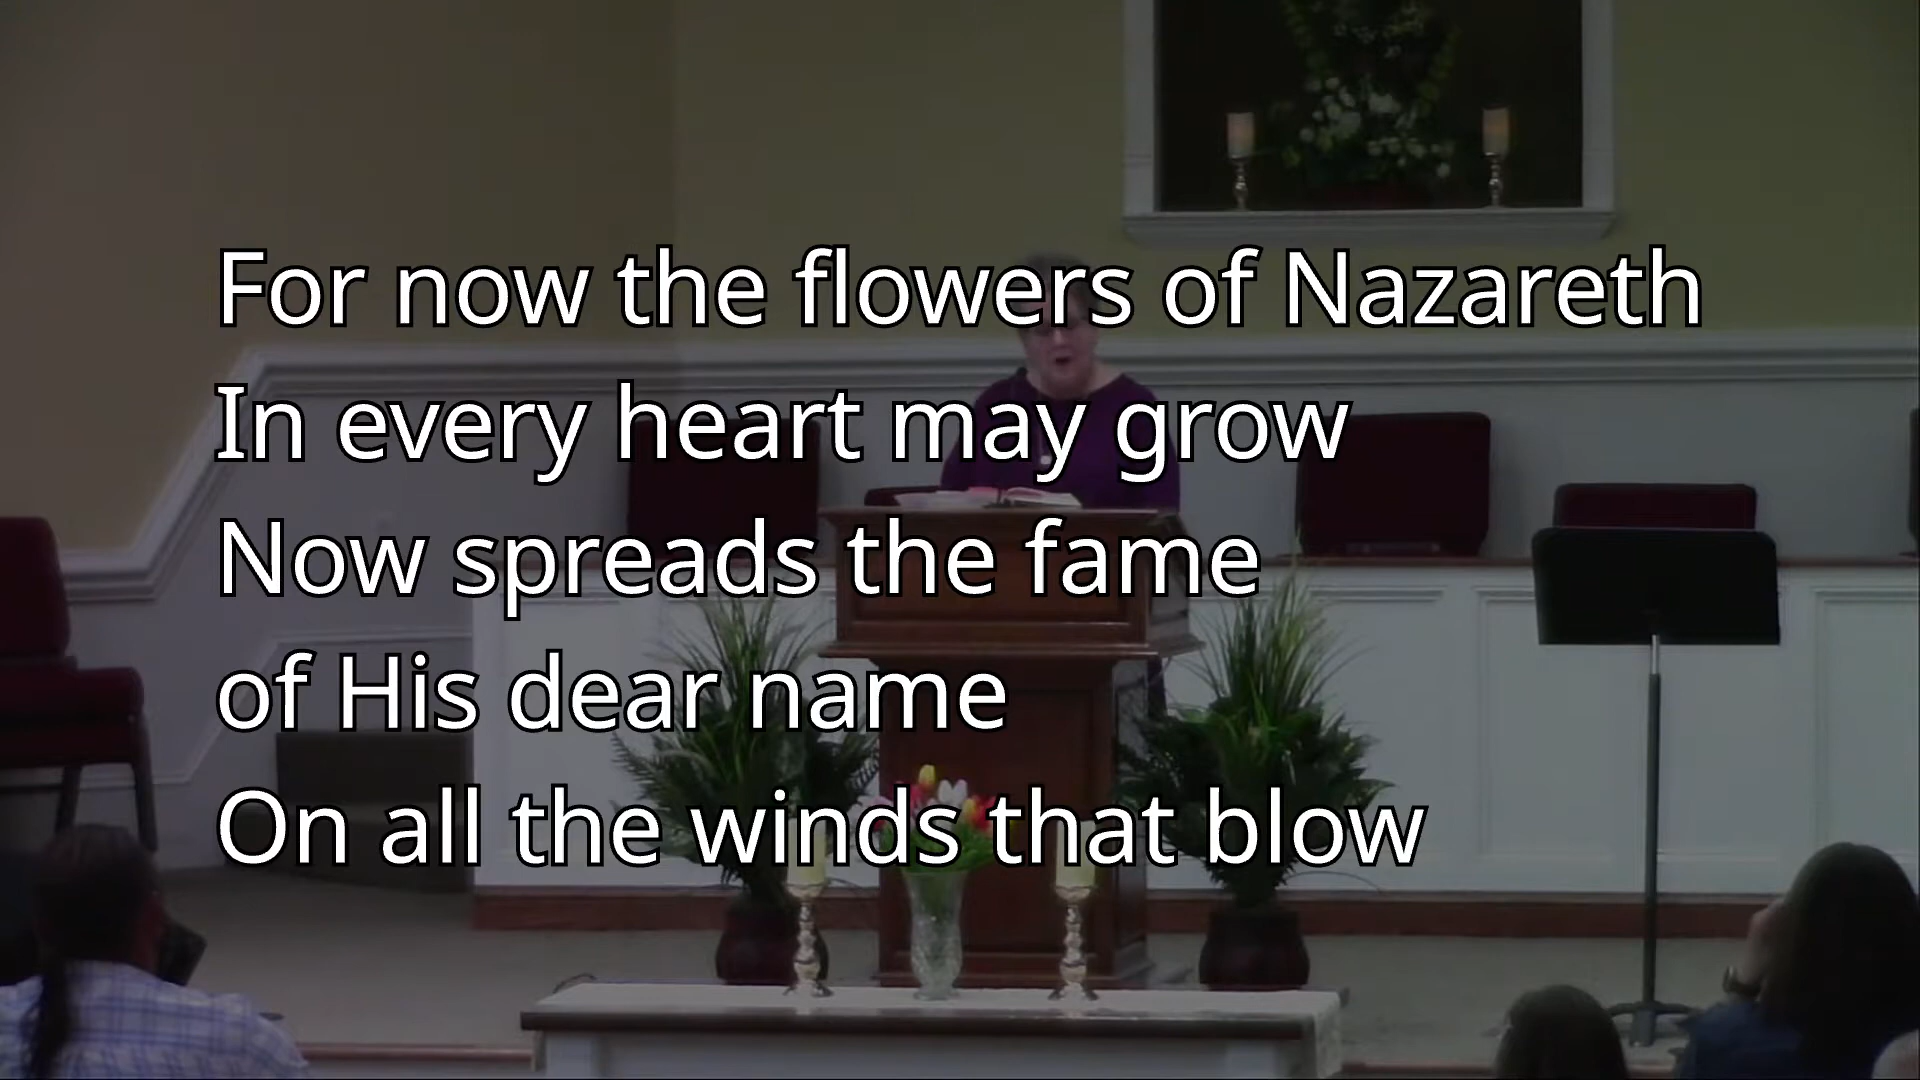 For now the flowers of Nazareth
In every heart may grow
Now spreads the fame
of His dear name
On all the winds that blow